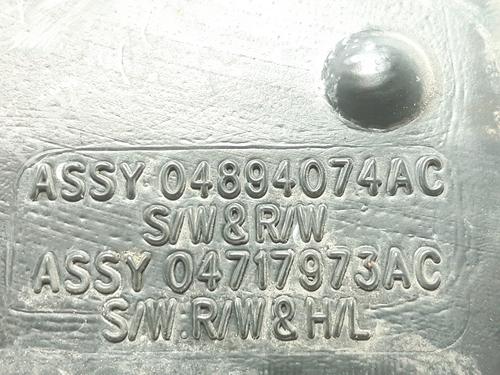 ASSY 04894074AC
S/W & R/W
ASSY 04717973AC
S/W. R/W & H/L